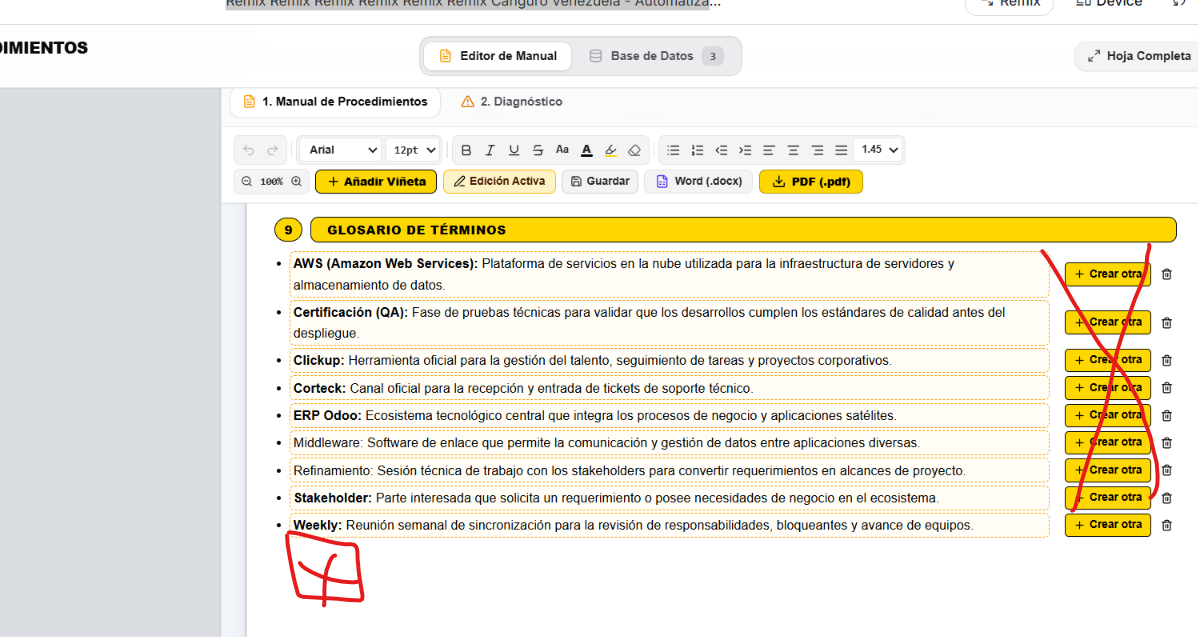 Remix Remix Remix Remix Remix Remix Canguro Venezuela - Automatiza...
Remix
Device
DIMIENTOS
Editor de Manual
Base de Datos 3
Hoja Completa
1. Manual de Procedimientos
2. Diagnóstico
Arial
12pt
B I U S Aa A
1.45
100%
+ Añadir Viñeta
Edición Activa
Guardar
Word (.docx)
PDF (.pdf)
9 GLOSARIO DE TÉRMINOS
• AWS (Amazon Web Services): Plataforma de servicios en la nube utilizada para la infraestructura de servidores y
almacenamiento de datos.
+ Crear otra
• Certificación (QA): Fase de pruebas técnicas para validar que los desarrollos cumplen los estándares de calidad antes del
despliegue.
+ Crear otra
• Clickup: Herramienta oficial para la gestión del talento, seguimiento de tareas y proyectos corporativos.
+ Crear otra
• Corteck: Canal oficial para la recepción y entrada de tickets de soporte técnico.
+ Crear otra
• ERP Odoo: Ecosistema tecnológico central que integra los procesos de negocio y aplicaciones satélites.
+ Crear otra
• Middleware: Software de enlace que permite la comunicación y gestión de datos entre aplicaciones diversas.
+ Crear otra
• Refinamiento: Sesión técnica de trabajo con los stakeholders para convertir requerimientos en alcances de proyecto.
+ Crear otra
• Stakeholder: Parte interesada que solicita un requerimiento o posee necesidades de negocio en el ecosistema.
+ Crear otra
• Weekly: Reunión semanal de sincronización para la revisión de responsabilidades, bloqueantes y avance de equipos.
+ Crear otra